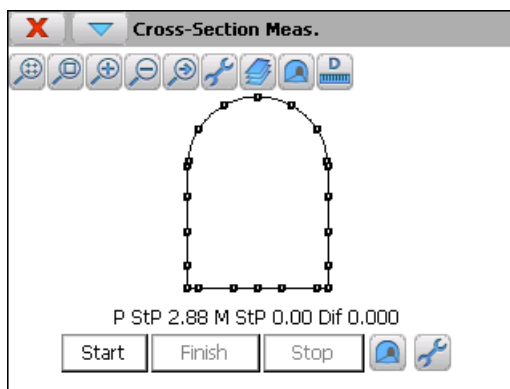 X Cross-Section Meas.
D
P StP 2.88 M StP 0.00 Dif 0.000
Start Finish Stop